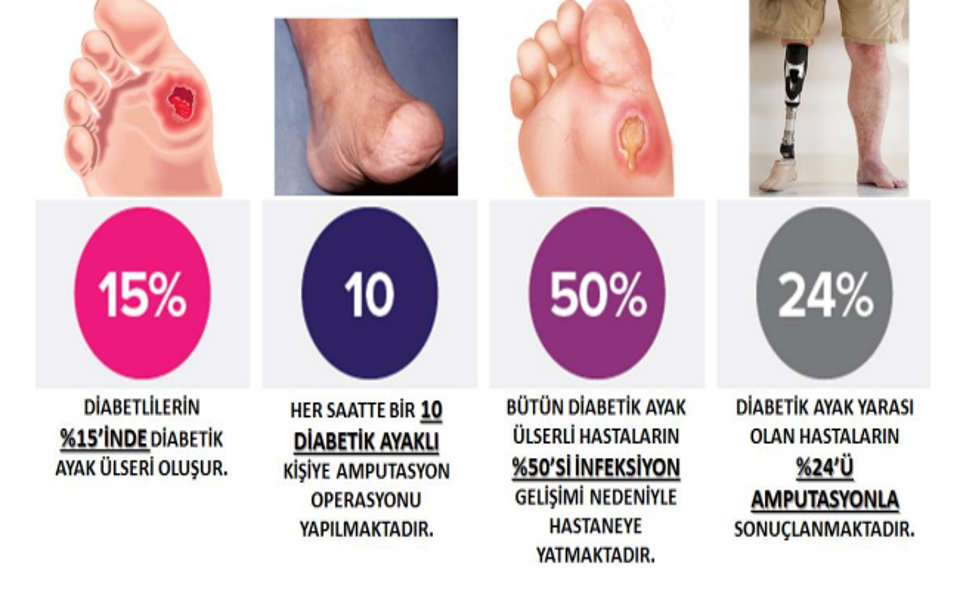 15%
10
50%
24%
DİABETLİLERİN
%15'İNDE DİABETİK
AYAK ÜLSERİ OLUŞUR.
HER SAATTE BİR 10
DİABETİK AYAKLI
KİŞİYE AMPUTASYON
OPERASYONU
YAPILMAKTADIR.
BÜTÜN DİABETİK AYAK
ÜLSERLİ HASTALARIN
%50'Sİ İNFEKSİYON
GELİŞİMİ NEDENİYLE
HASTANEYE
YATMAKTADIR.
DİABETİK AYAK YARASI
OLAN HASTALARIN
%24'Ü
AMPUTASYONLA
SONUÇLANMAKTADIR.